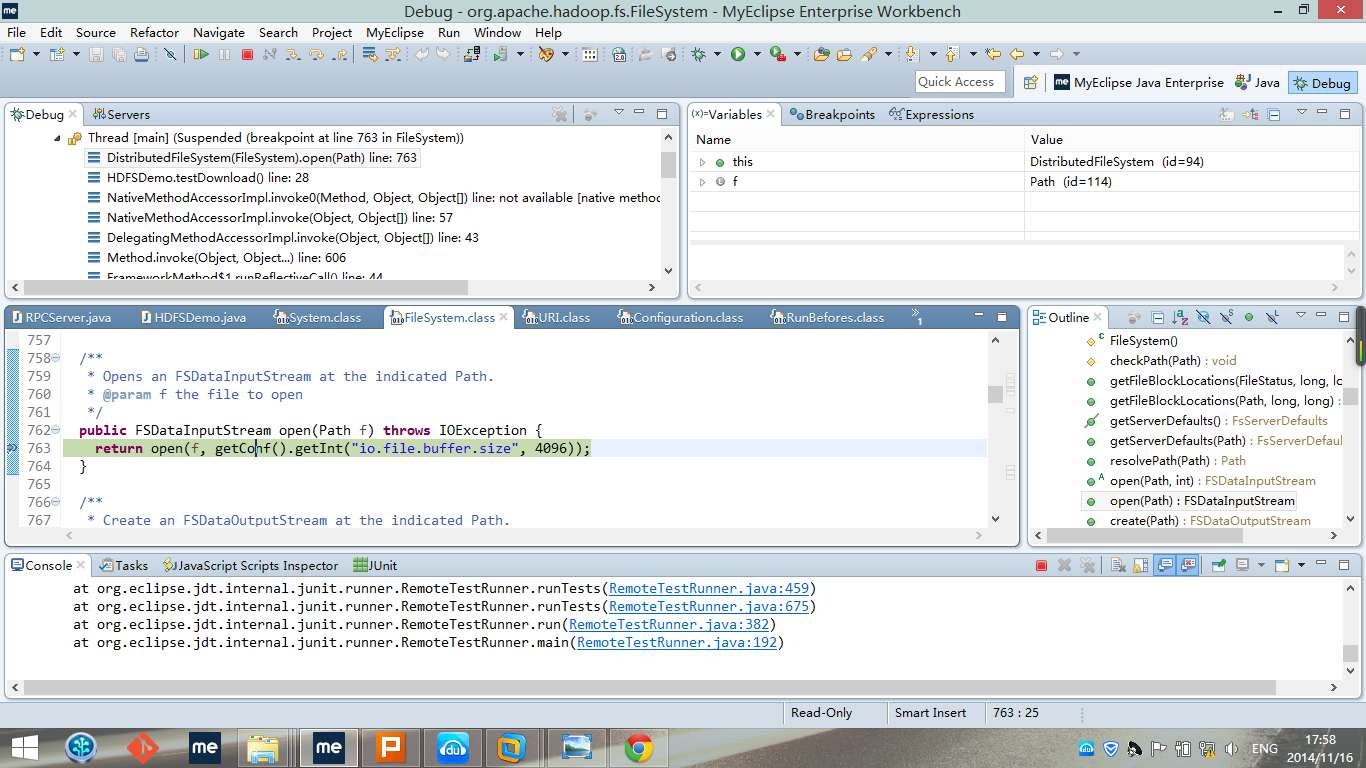 me
Debug - org.apache.hadoop.fs.FileSystem - MyEclipse Enterprise Workbench
File Edit Source Refactor Navigate Search Project MyEclipse Run Window Help
Quick Access
me MyEclipse Java Enterprise Java Debug
Debug Servers
Thread [main] (Suspended (breakpoint at line 763 in FileSystem))
DistributedFileSystem(FileSystem).open(Path) line: 763
HDFSDemo.testDownload() line: 28
NativeMethodAccessorImpl.invoke0(Method, Object, Object[]) line: not available [native metho
NativeMethodAccessorImpl.invoke(Object, Object[]) line: 57
DelegatingMethodAccessorImpl.invoke(Object, Object[]) line: 43
Method.invoke(Object, Object...) line: 606
FrameworkMethod$1.runReflectiveCall() line: 44
(x)= Variables Breakpoints Expressions
Name Value
this DistributedFileSystem (id=94)
f Path (id=114)
RPCServer.java HDFSDemo.java System.class FileSystem.class URI.class Configuration.class RunBefores.class »1
757
758 /**
759 * Opens an FSDataInputStream at the indicated Path.
760 * @param f the file to open
761 */
762 public FSDataInputStream open(Path f) throws IOException {
763 return open(f, getConf().getInt("io.file.buffer.size", 4096));
764 }
765
766 /**
767 * Create an FSDataOutputStream at the indicated Path.
Outline
FileSystem()
checkPath(Path) : void
getFileBlockLocations(FileStatus, long, lo
getFileBlockLocations(Path, long, long) :
getServerDefaults() : FsServerDefaults
getServerDefaults(Path) : FsServerDefau
resolvePath(Path) : Path
open(Path, int) : FSDataInputStream
open(Path) : FSDataInputStream
create(Path) : FSDataOutputStream
Console Tasks JavaScript Scripts Inspector JUnit
at org.eclipse.jdt.internal.junit.runner.RemoteTestRunner.runTests(RemoteTestRunner.java:459)
at org.eclipse.jdt.internal.junit.runner.RemoteTestRunner.runTests(RemoteTestRunner.java:675)
at org.eclipse.jdt.internal.junit.runner.RemoteTestRunner.run(RemoteTestRunner.java:382)
at org.eclipse.jdt.internal.junit.runner.RemoteTestRunner.main(RemoteTestRunner.java:192)
Read-Only Smart Insert 763 : 25
me me P du ENG
17:58
2014/11/16